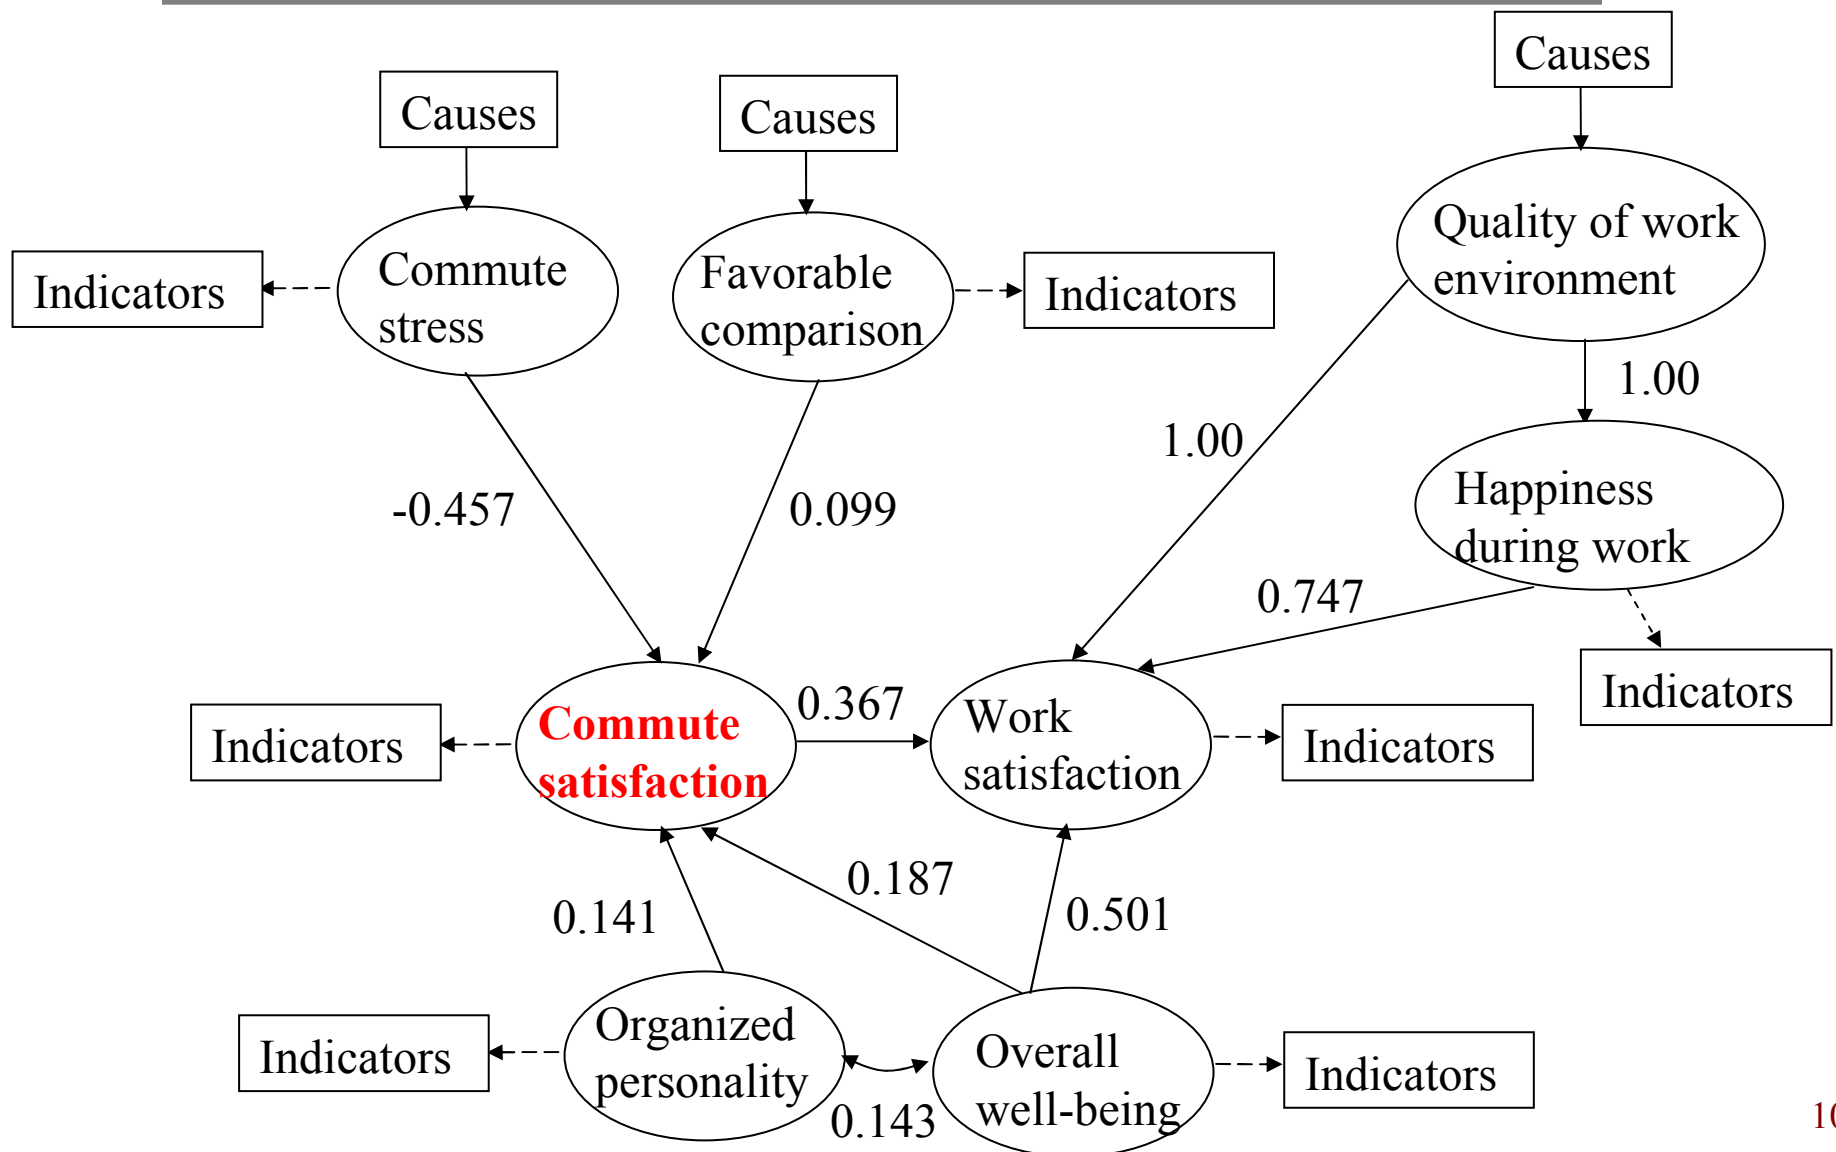 Causes
Causes
Causes
Quality of work
environment
Commute
stress
Favorable
comparison
Indicators
Indicators
1.00
1.00
Happiness
during work
-0.457
0.099
0.747
Indicators
Commute
satisfaction
0.367
Work
satisfaction
Indicators
Indicators
0.187
0.141
0.501
Organized
personality
Overall
well-being
Indicators
Indicators
0.143
10